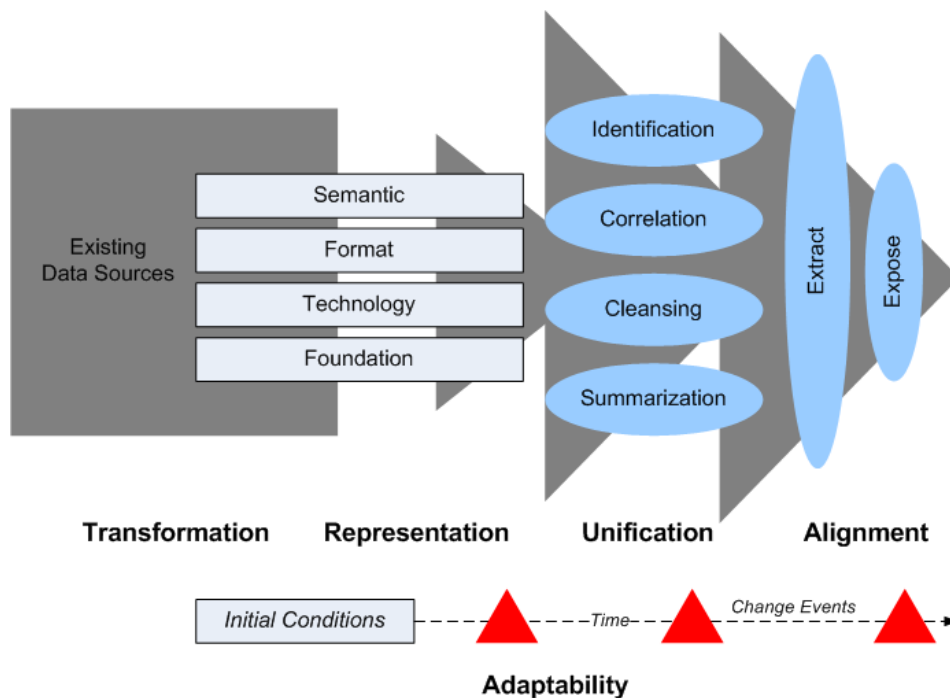 Existing
Data Sources
Semantic
Format
Technology
Foundation
Identification
Correlation
Cleansing
Summarization
Extract
Expose
Transformation
Representation
Unification
Alignment
Initial Conditions
Time
Change Events
Adaptability